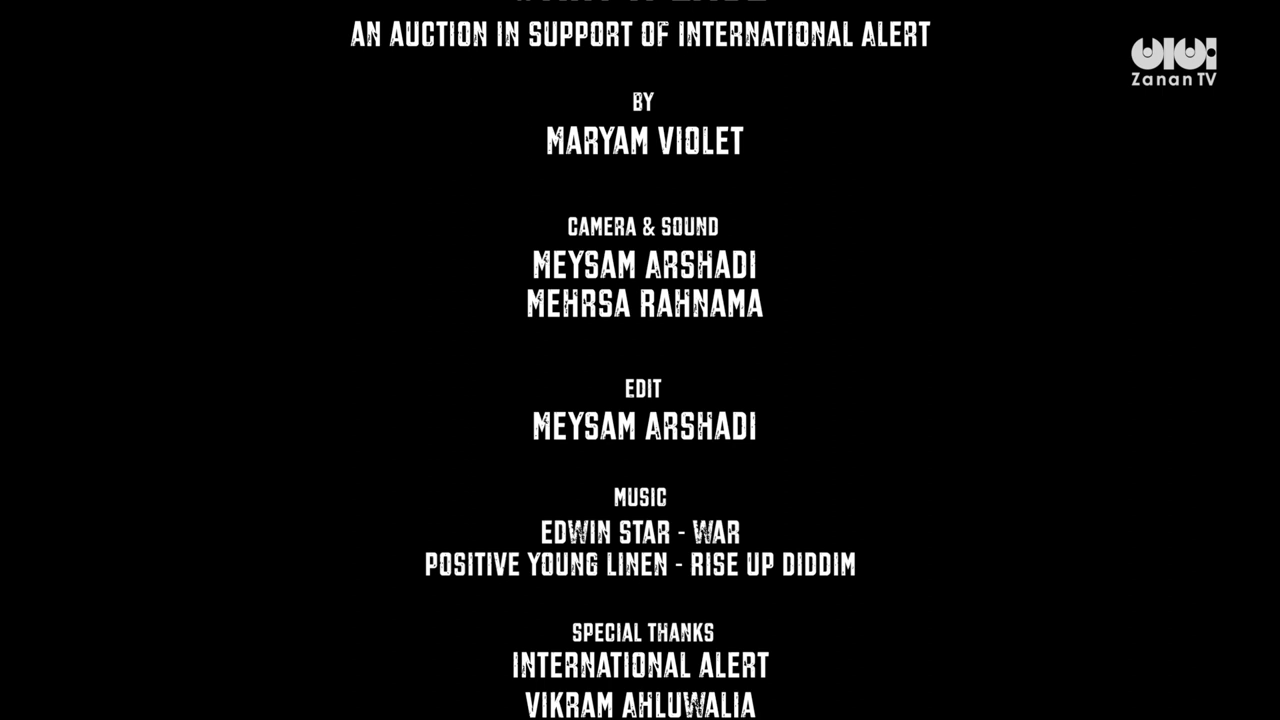 AN AUCTION IN SUPPORT OF INTERNATIONAL ALERT
Zanan TV
BY
MARYAM VIOLET
CAMERA & SOUND
MEYSAM ARSHADI
MEHRSA RAHNAMA
EDIT
MEYSAM ARSHADI
MUSIC
EDWIN STAR - WAR
POSITIVE YOUNG LINEN - RISE UP DIDDIM
SPECIAL THANKS
INTERNATIONAL ALERT
VIKRAM AHLUWALIA